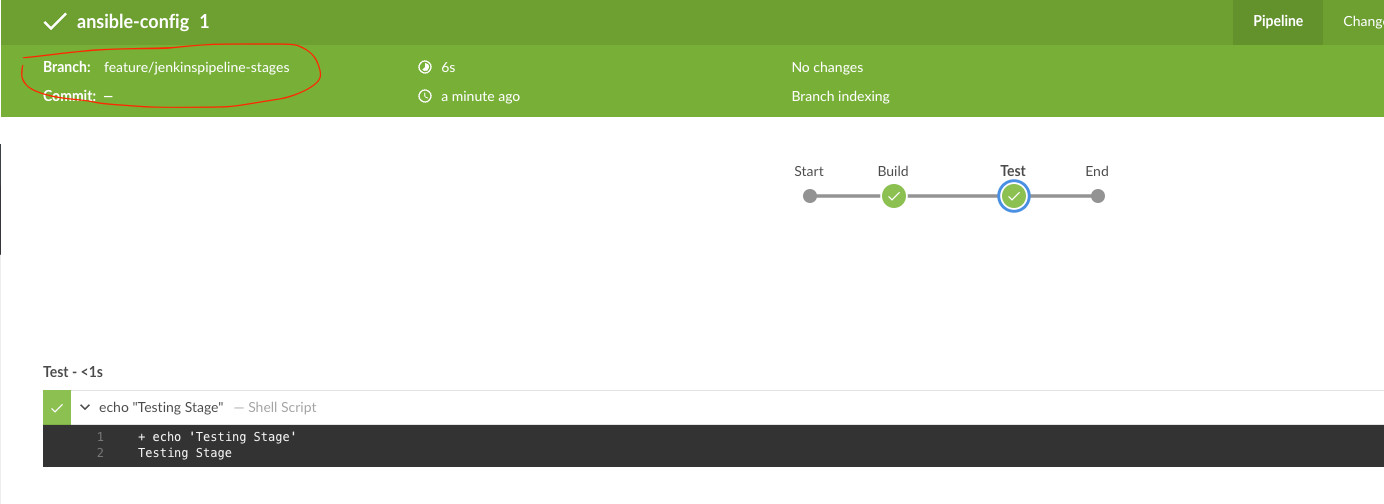 ansible-config 1
Pipeline
Change
Branch: feature/jenkinspipeline-stages
6s
No changes
Commit: —
a minute ago
Branch indexing
Start
Build
Test
End
Test - <1s
echo "Testing Stage" — Shell Script
1 + echo 'Testing Stage'
2 Testing Stage